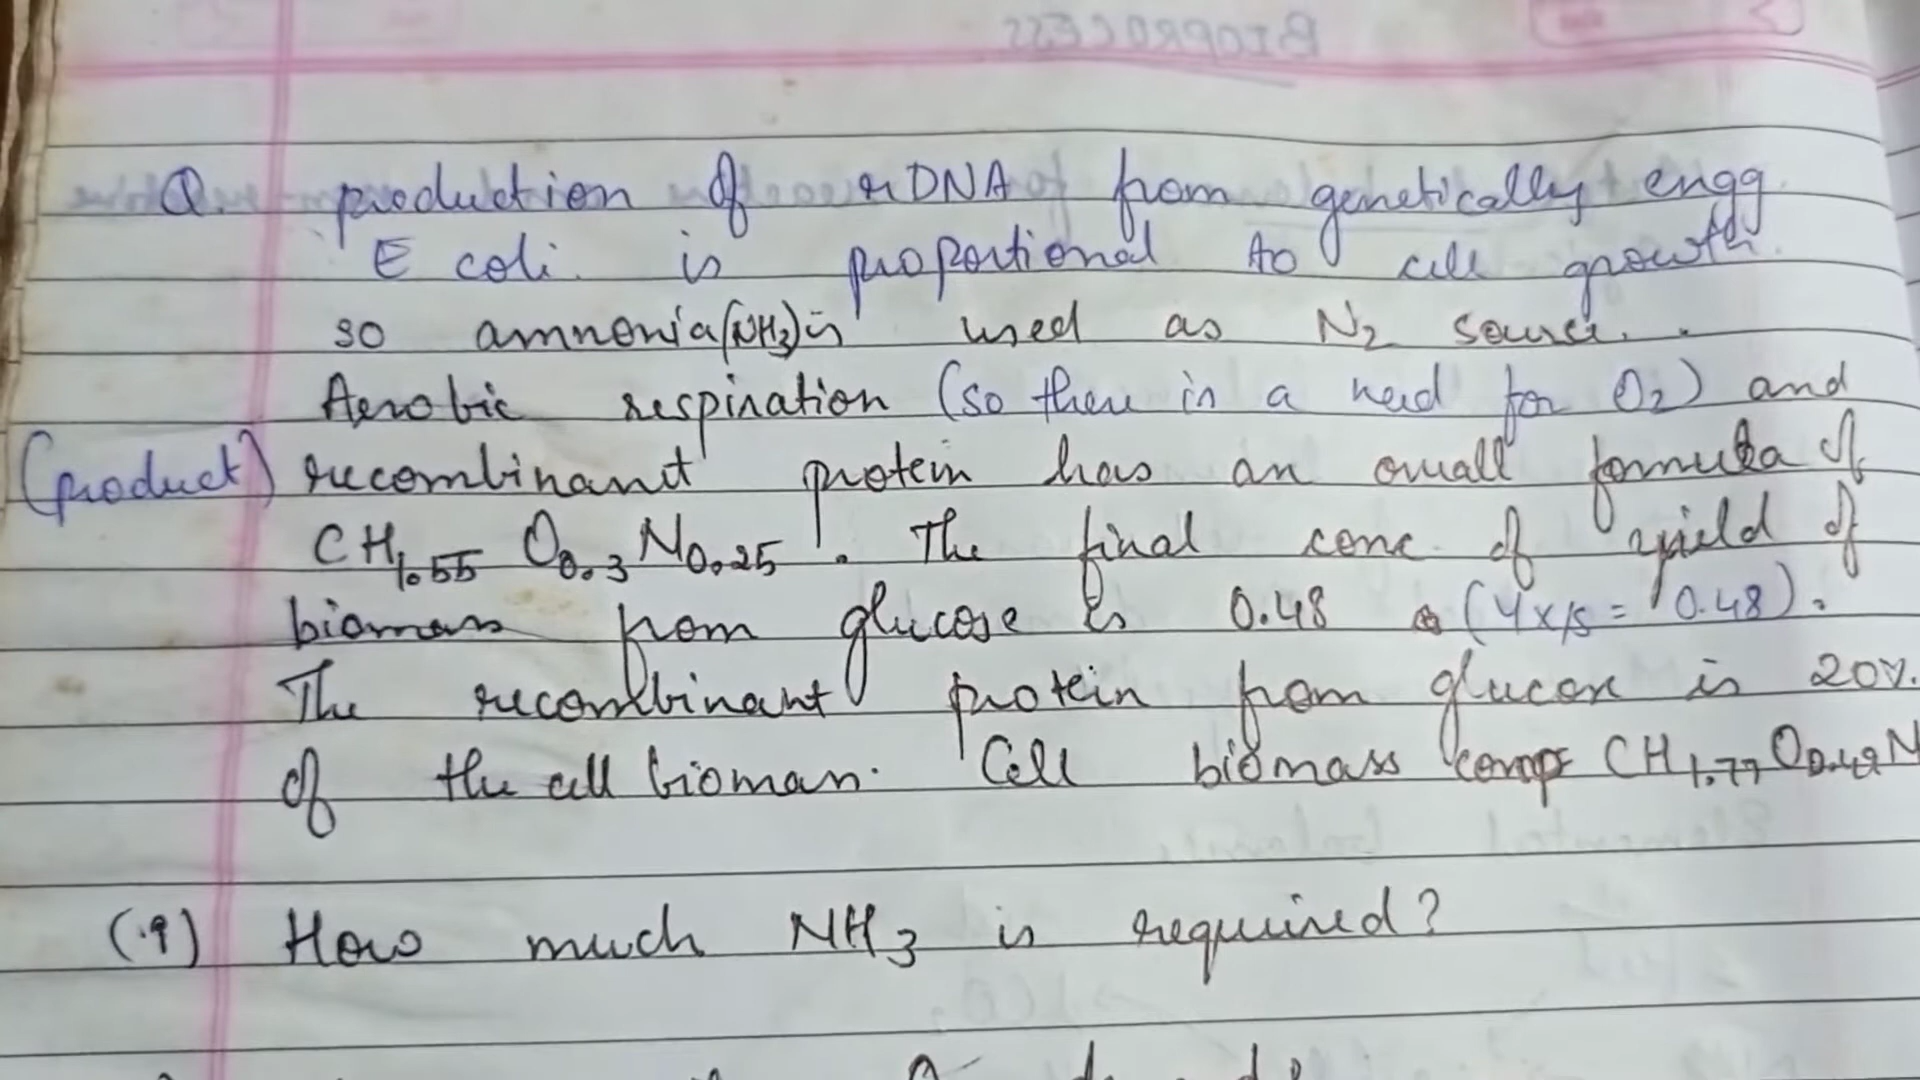 BIOPROCESS
Q. production of rDNA from genetically engg.
E coli is proportional to cell growth.
so amnonia(NH3)is used as N2 source.
Aerobic respiration (so there is a need for O2) and
(product) recombinant protein has an overall formula of
CH1.55 O0.3 N0.25. The final conc of yield of
biomass from glucose is 0.48 (Yx/s = 0.48).
The recombinant protein from glucose is 20%.
of the cell biomass. Cell biomass comps CH1.77 O0.49 N
(9) How much NH3 is required?